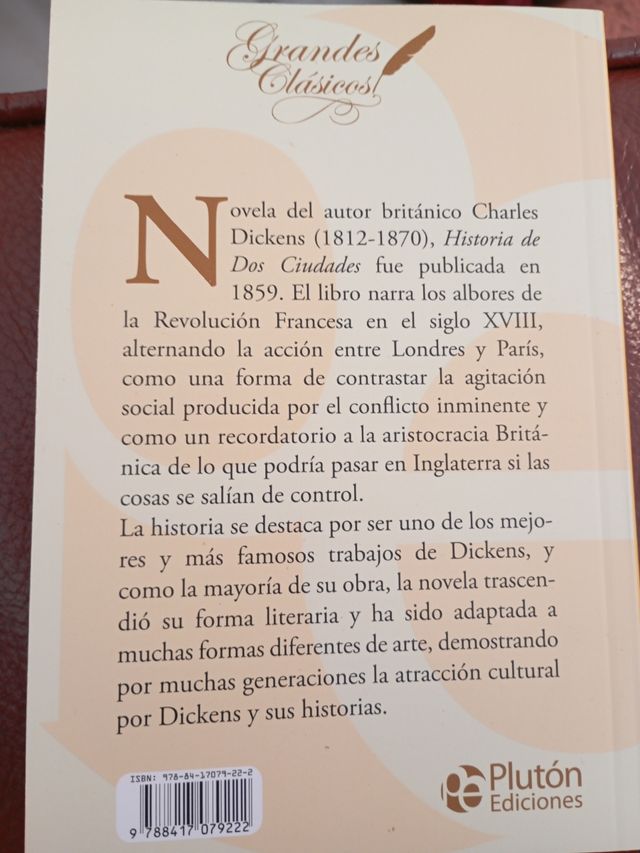 Grandes
Clásicos
Novela del autor británico Charles
Dickens (1812-1870), Historia de
Dos Ciudades fue publicada en
1859. El libro narra los albores de
la Revolución Francesa en el siglo XVIII,
alternando la acción entre Londres y París,
como una forma de contrastar la agitación
social producida por el conflicto inminente y
como un recordatorio a la aristocracia Britá-
nica de lo que podría pasar en Inglaterra si las
cosas se salían de control.
La historia se destaca por ser uno de los mejo-
res y más famosos trabajos de Dickens, y
como la mayoría de su obra, la novela trascen-
dió su forma literaria y ha sido adaptada a
muchas formas diferentes de arte, demostrando
por muchas generaciones la atracción cultural
por Dickens y sus historias.
ISBN: 978-84-17079-22-2
9 788417 079222
Plutón
Ediciones